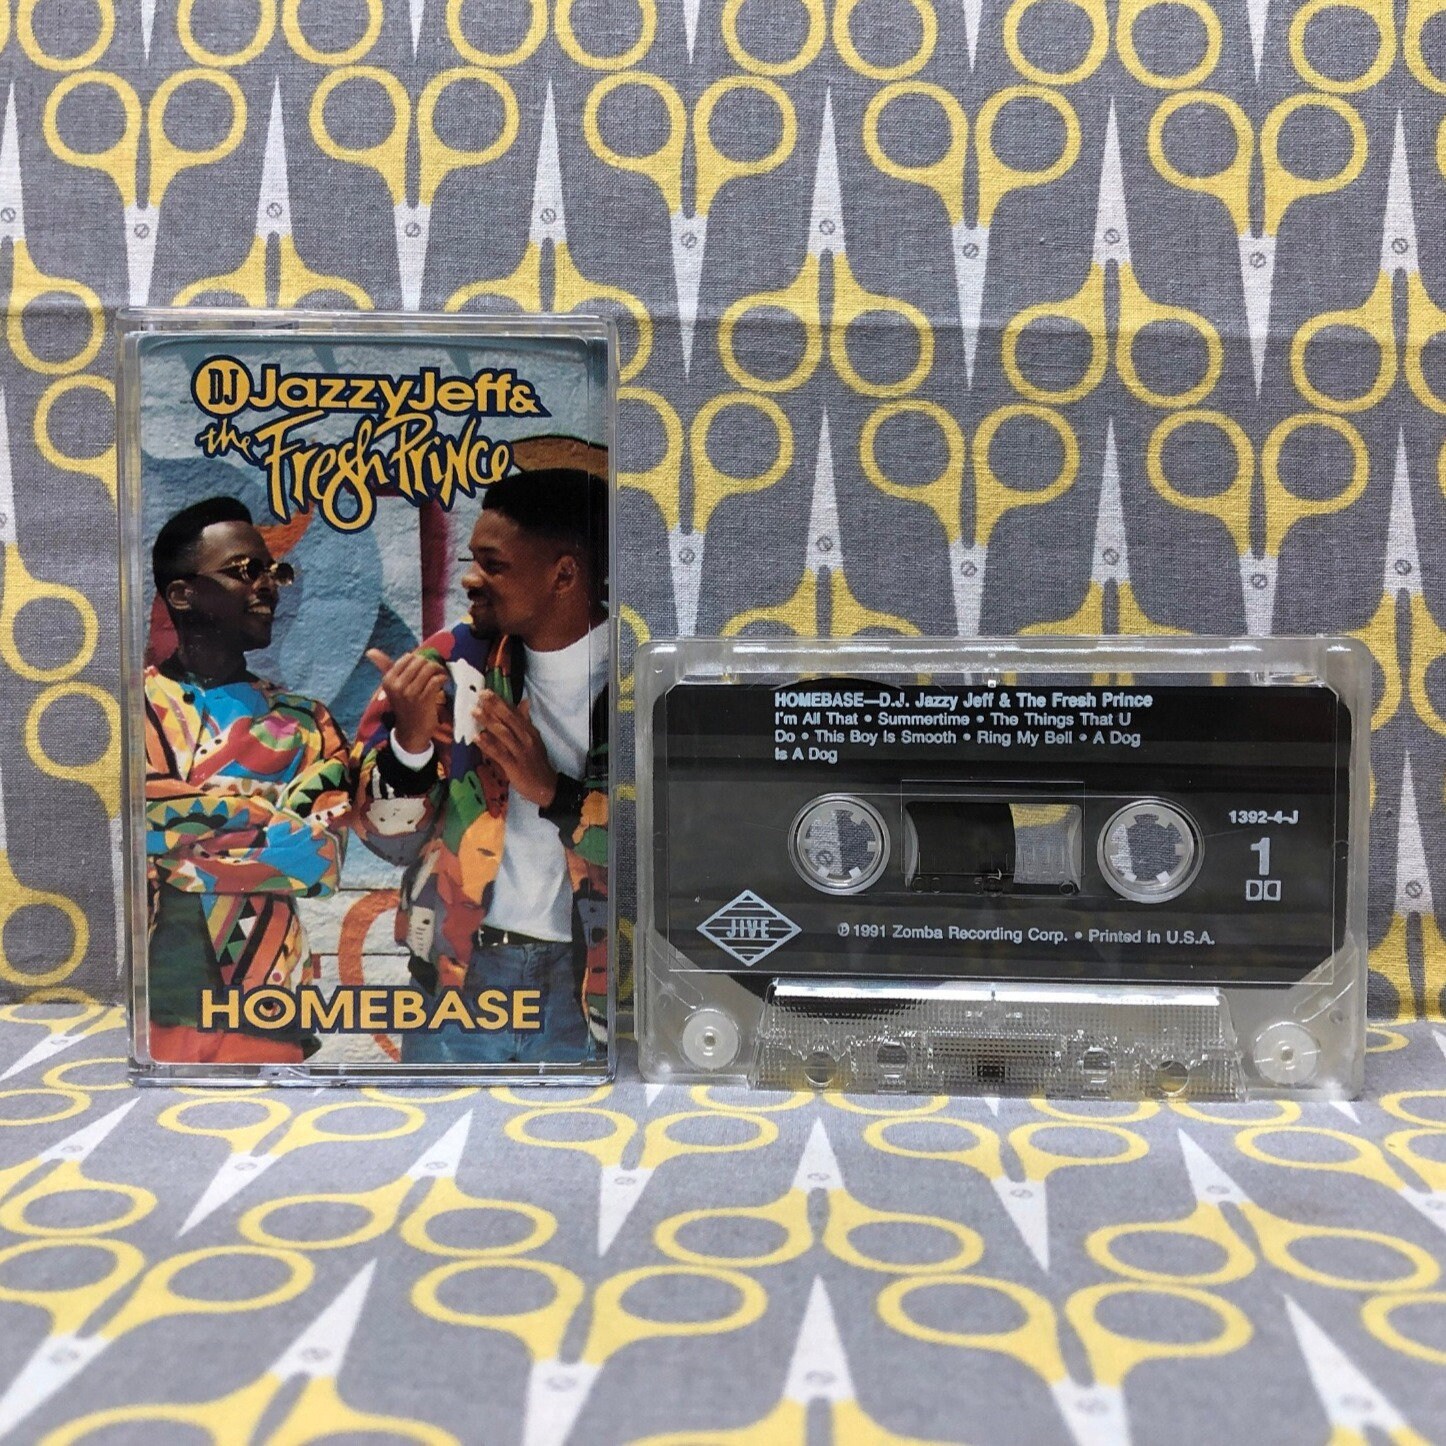 DJ Jazzy Jeff &
the Fresh Prince
HOMEBASE
HOMEBASE—D.J. Jazzy Jeff & The Fresh Prince
I'm All That • Summertime • The Things That U
Do • This Boy Is Smooth • Ring My Bell • A Dog
Is A Dog
1392-4-J
1
JIVE
℗ 1991 Zomba Recording Corp. • Printed in U.S.A.